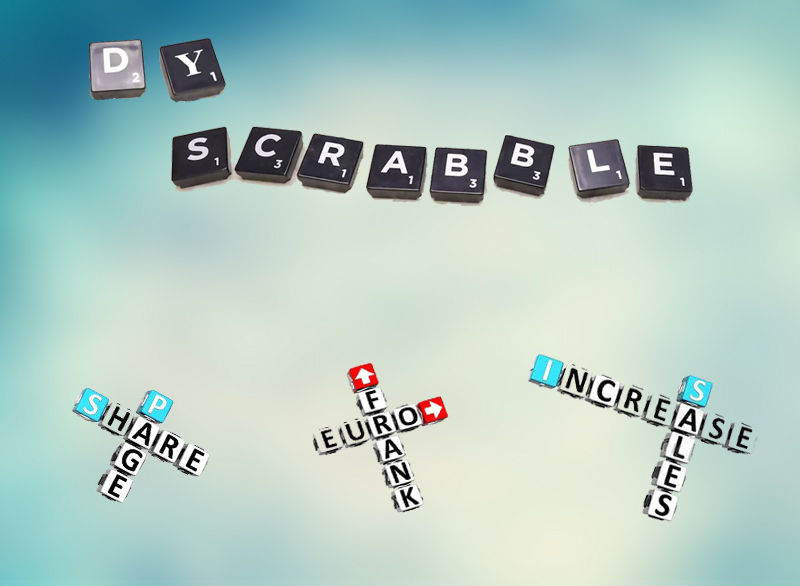 DY
SCRABBLE
SHARE
PAGE
EURO
FRANK
INCREASE
SALES